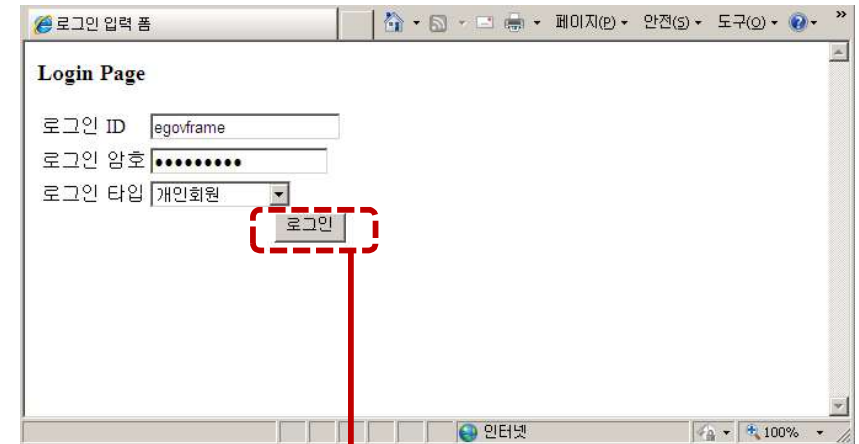 로그인 입력 폼
페이지(P) 안전(S) 도구(O) »
Login Page
로그인 ID egovframe
로그인 암호 •••••••••
로그인 타입 개인회원
로그인
인터넷 100%